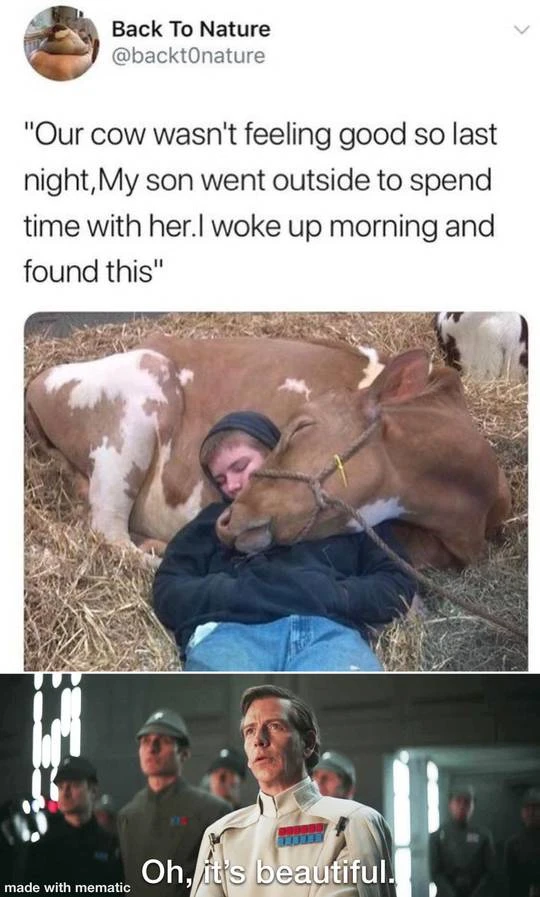 Back To Nature
@backt0nature
"Our cow wasn't feeling good so last
night,My son went outside to spend
time with her.I woke up morning and
found this"
Oh, it's beautiful.
made with mematic